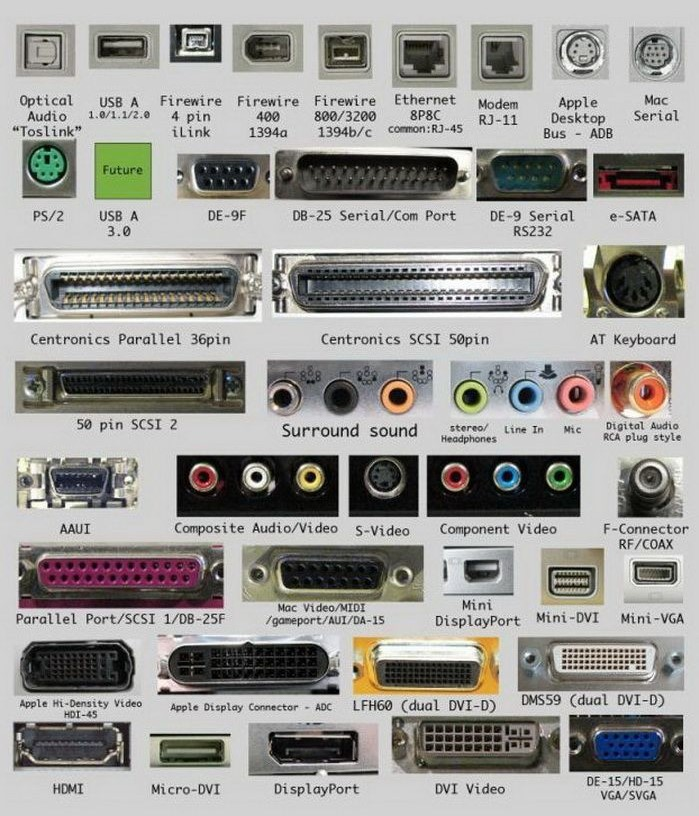 Optical
Audio
“Toslink”
USB A
1.0/1.1/2.0
Firewire
4 pin
iLink
Firewire
400
1394a
Firewire
800/3200
1394b/c
Ethernet
8P8C
common:RJ-45
Modem
RJ-11
Apple
Desktop
Bus - ADB
Mac
Serial
PS/2
Future
USB A
3.0
DE-9F
DB-25 Serial/Com Port
DE-9 Serial
RS232
e-SATA
Centronics Parallel 36pin
Centronics SCSI 50pin
AT Keyboard
50 pin SCSI 2
Surround sound
stereo/
Headphones
Line In
Mic
Digital Audio
RCA plug style
AAUI
Composite Audio/Video
S-Video
Component Video
F-Connector
RF/COAX
Parallel Port/SCSI 1/DB-25F
Mac Video/MIDI
/gameport/AUI/DA-15
Mini
DisplayPort
Mini-DVI
Mini-VGA
Apple Hi-Density Video
HDI-45
Apple Display Connector - ADC
LFH60 (dual DVI-D)
DMS59 (dual DVI-D)
HDMI
Micro-DVI
DisplayPort
DVI Video
DE-15/HD-15
VGA/SVGA